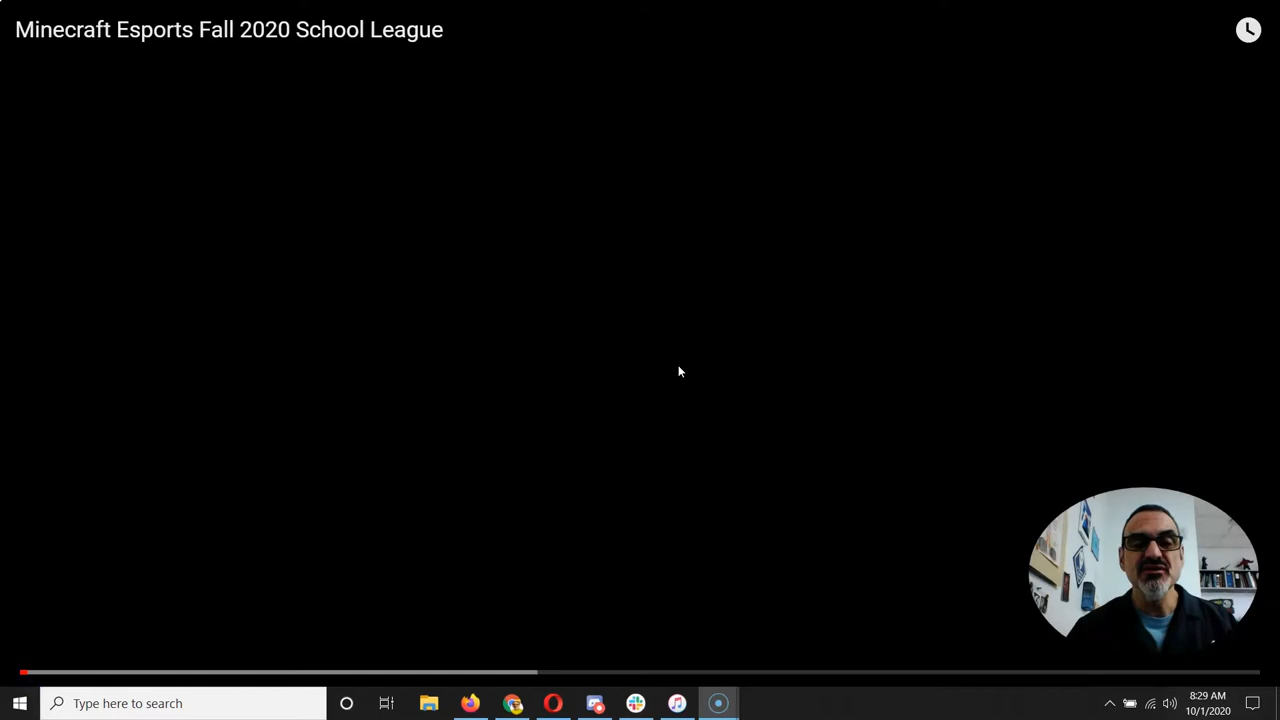 Minecraft Esports Fall 2020 School League
Type here to search
8:29 AM
10/1/2020